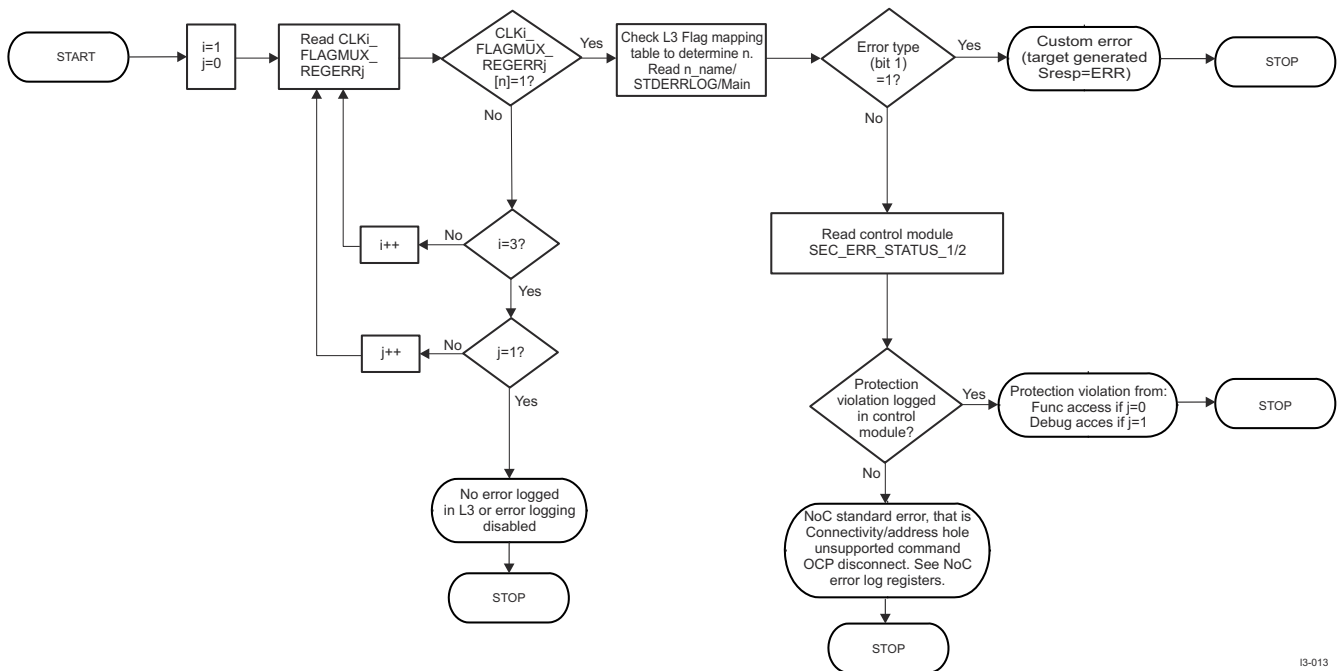 START
i=1
j=0
Read CLKi_
FLAGMUX_
REGERRj
CLKi_
FLAGMUX_
REGERRj
[n]=1?
Yes
No
Check L3 Flag mapping
table to determine n.
Read n_name/
STDERRLOG/Main
Error type
(bit 1)
=1?
Yes
No
Custom error
(target generated
Sresp=ERR)
STOP
i=3?
No
i++
Yes
j=1?
No
j++
Yes
No error logged
in L3 or error logging
disabled
STOP
Read control module
SEC_ERR_STATUS_1/2
Protection
violation logged
in control
module?
Yes
No
Protection violation from:
Func access if j=0
Debug acces if j=1
STOP
NoC standard error, that is
Connectivity/address hole
unsupported command
OCP disconnect. See NoC
error log registers.
STOP
l3-013